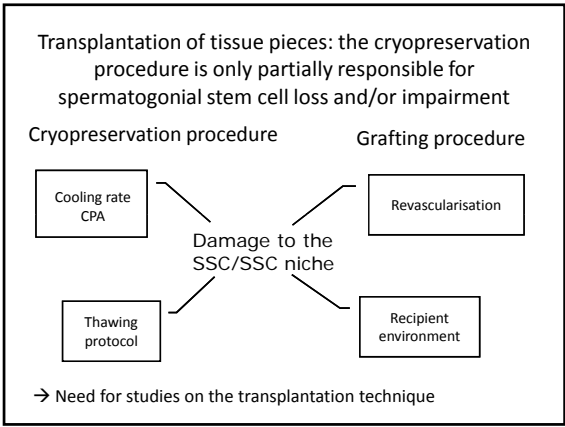 Transplantation of tissue pieces: the cryopreservation
procedure is only partially responsible for
spermatogonial stem cell loss and/or impairment
Cryopreservation procedure
Grafting procedure
Cooling rate
CPA
Revascularisation
Damage to the
SSC/SSC niche
Thawing
protocol
Recipient
environment
→ Need for studies on the transplantation technique